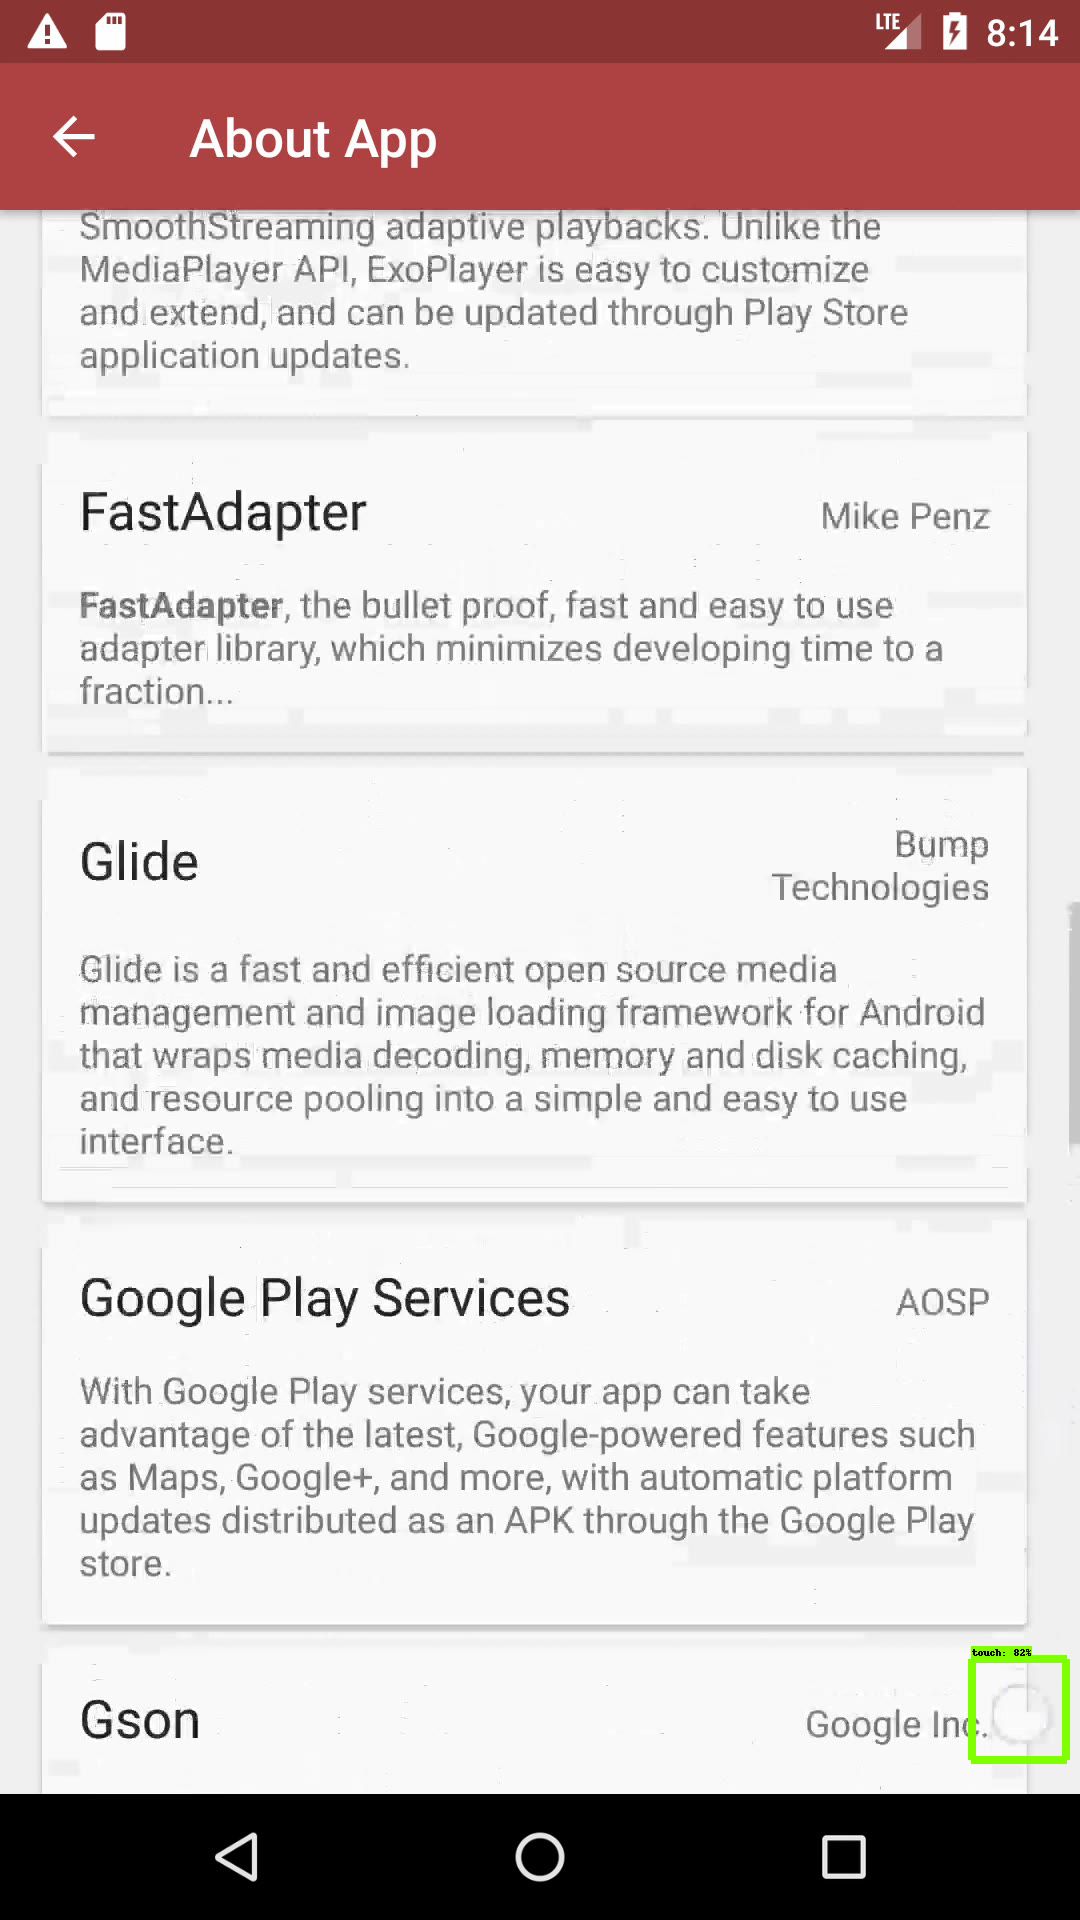 LTE 8:14
About App
SmoothStreaming adaptive playbacks. Unlike the
MediaPlayer API, ExoPlayer is easy to customize
and extend, and can be updated through Play Store
application updates.
FastAdapter Mike Penz
FastAdapter, the bullet proof, fast and easy to use
adapter library, which minimizes developing time to a
fraction...
Glide Bump
Technologies
Glide is a fast and efficient open source media
management and image loading framework for Android
that wraps media decoding, memory and disk caching,
and resource pooling into a simple and easy to use
interface.
Google Play Services AOSP
With Google Play services, your app can take
advantage of the latest, Google-powered features such
as Maps, Google+, and more, with automatic platform
updates distributed as an APK through the Google Play
store.
touch: 82%
Gson Google Inc.